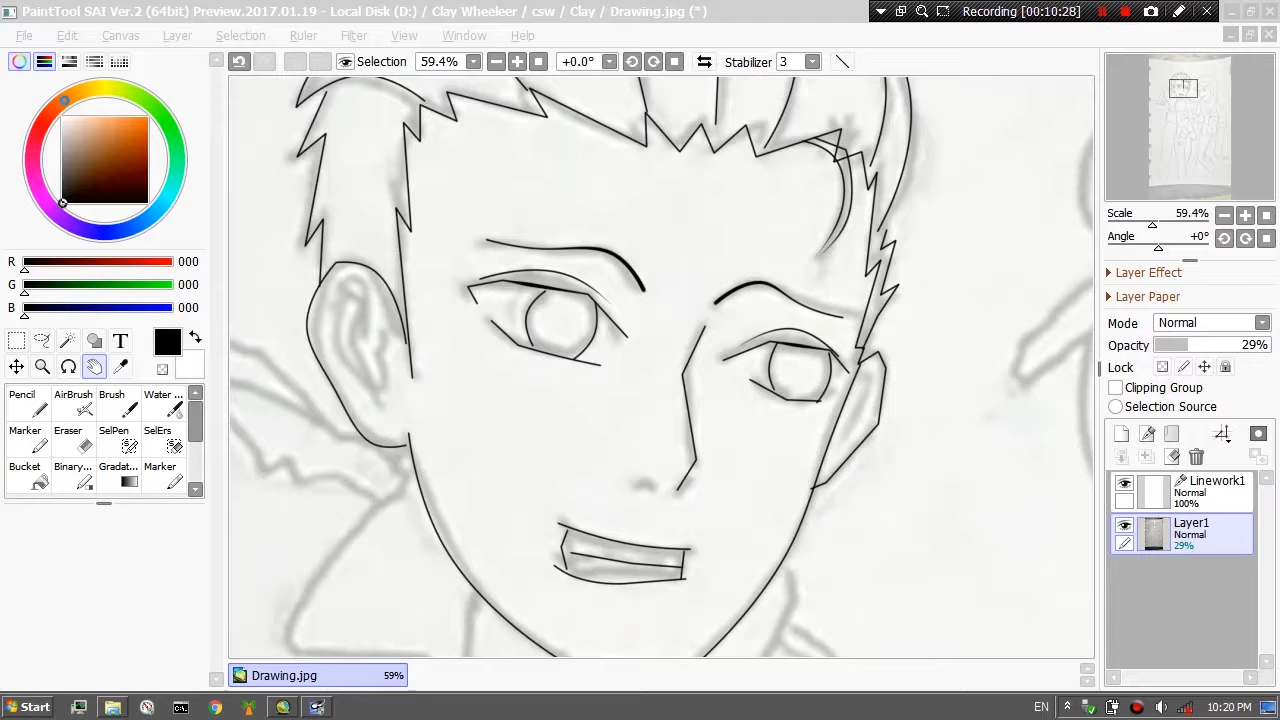 PaintTool SAI Ver.2 (64bit) Preview.2017.01.19 - Local Disk (D:) / Clay Wheeleer / csw / Clay / Drawing.jpg (*)
Recording [00:10:28]
File Edit Canvas Layer Selection Ruler Filter View Window Help
Selection 59.4% +0.0° Stabilizer 3
Scale 59.4%
Angle +0°
R 000
G 000
B 000
Layer Effect
Layer Paper
Mode Normal
Opacity 29%
Lock
Clipping Group
Selection Source
T
Pencil AirBrush Brush Water ...
Marker Eraser SelPen SelErs
Bucket Binary... Gradat... Marker
Linework1
Normal
100%
Layer1
Normal
29%
Drawing.jpg 59%
Start EN 10:20 PM